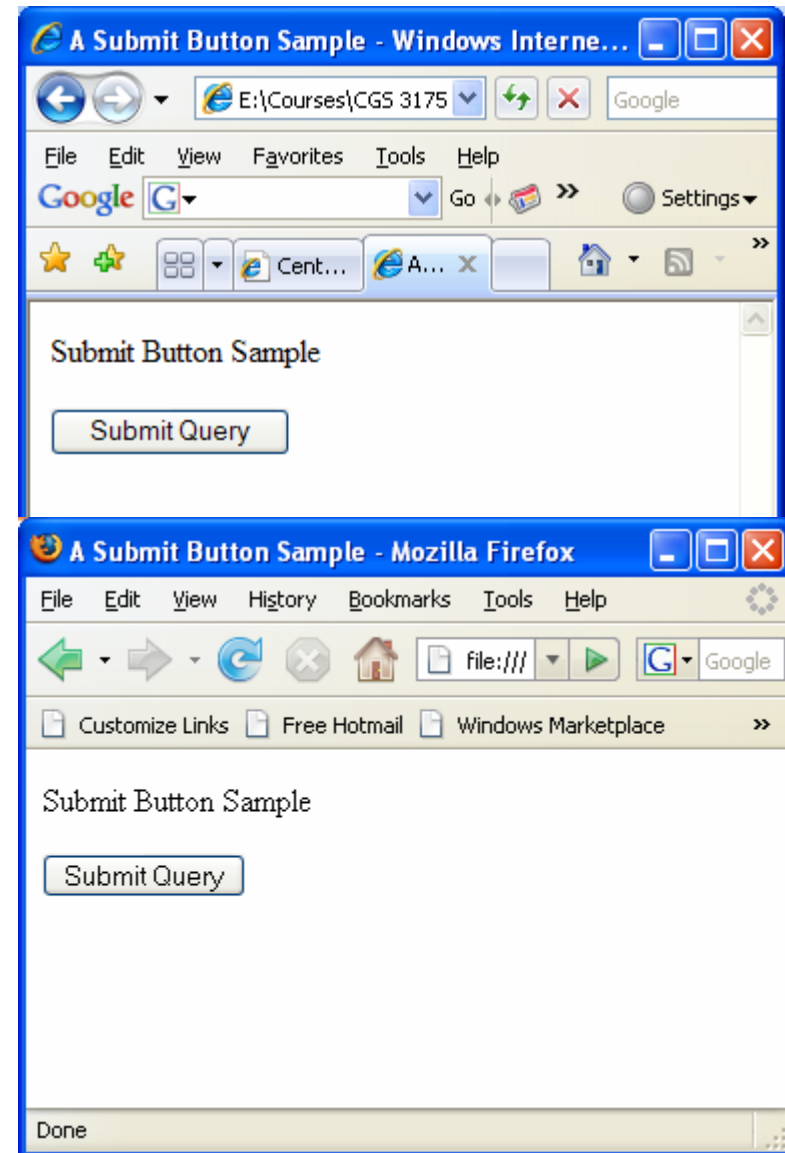 A Submit Button Sample - Windows Interne...
E:\Courses\CGS 3175 Google
File Edit View Favorites Tools Help
Google G Go » Settings
Cent... A... »
Submit Button Sample
Submit Query
A Submit Button Sample - Mozilla Firefox
File Edit View History Bookmarks Tools Help
file:/// G Google
Customize Links Free Hotmail Windows Marketplace »
Submit Button Sample
Submit Query
Done